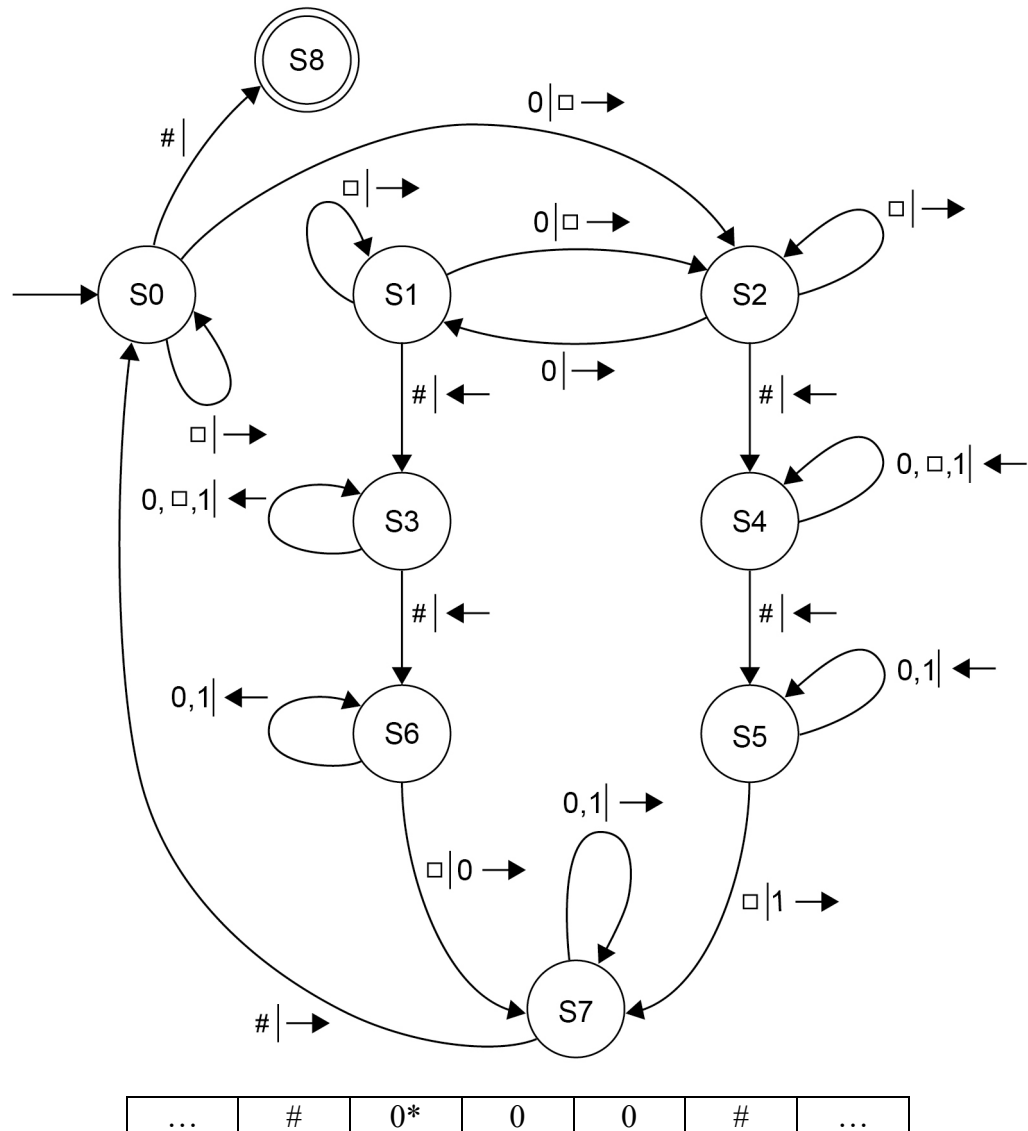 S8
0|□ →
#|
□| →
0|□ →
□| →
S0
S1
S2
0| →
#| ←
#| ←
□| →
0, □,1| ←
0, □,1| ←
S3
S4
#| ←
#| ←
0,1| ←
0,1| ←
S6
S5
0,1| →
□|0 →
□|1 →
S7
#| →
… # 0* 0 0 # …